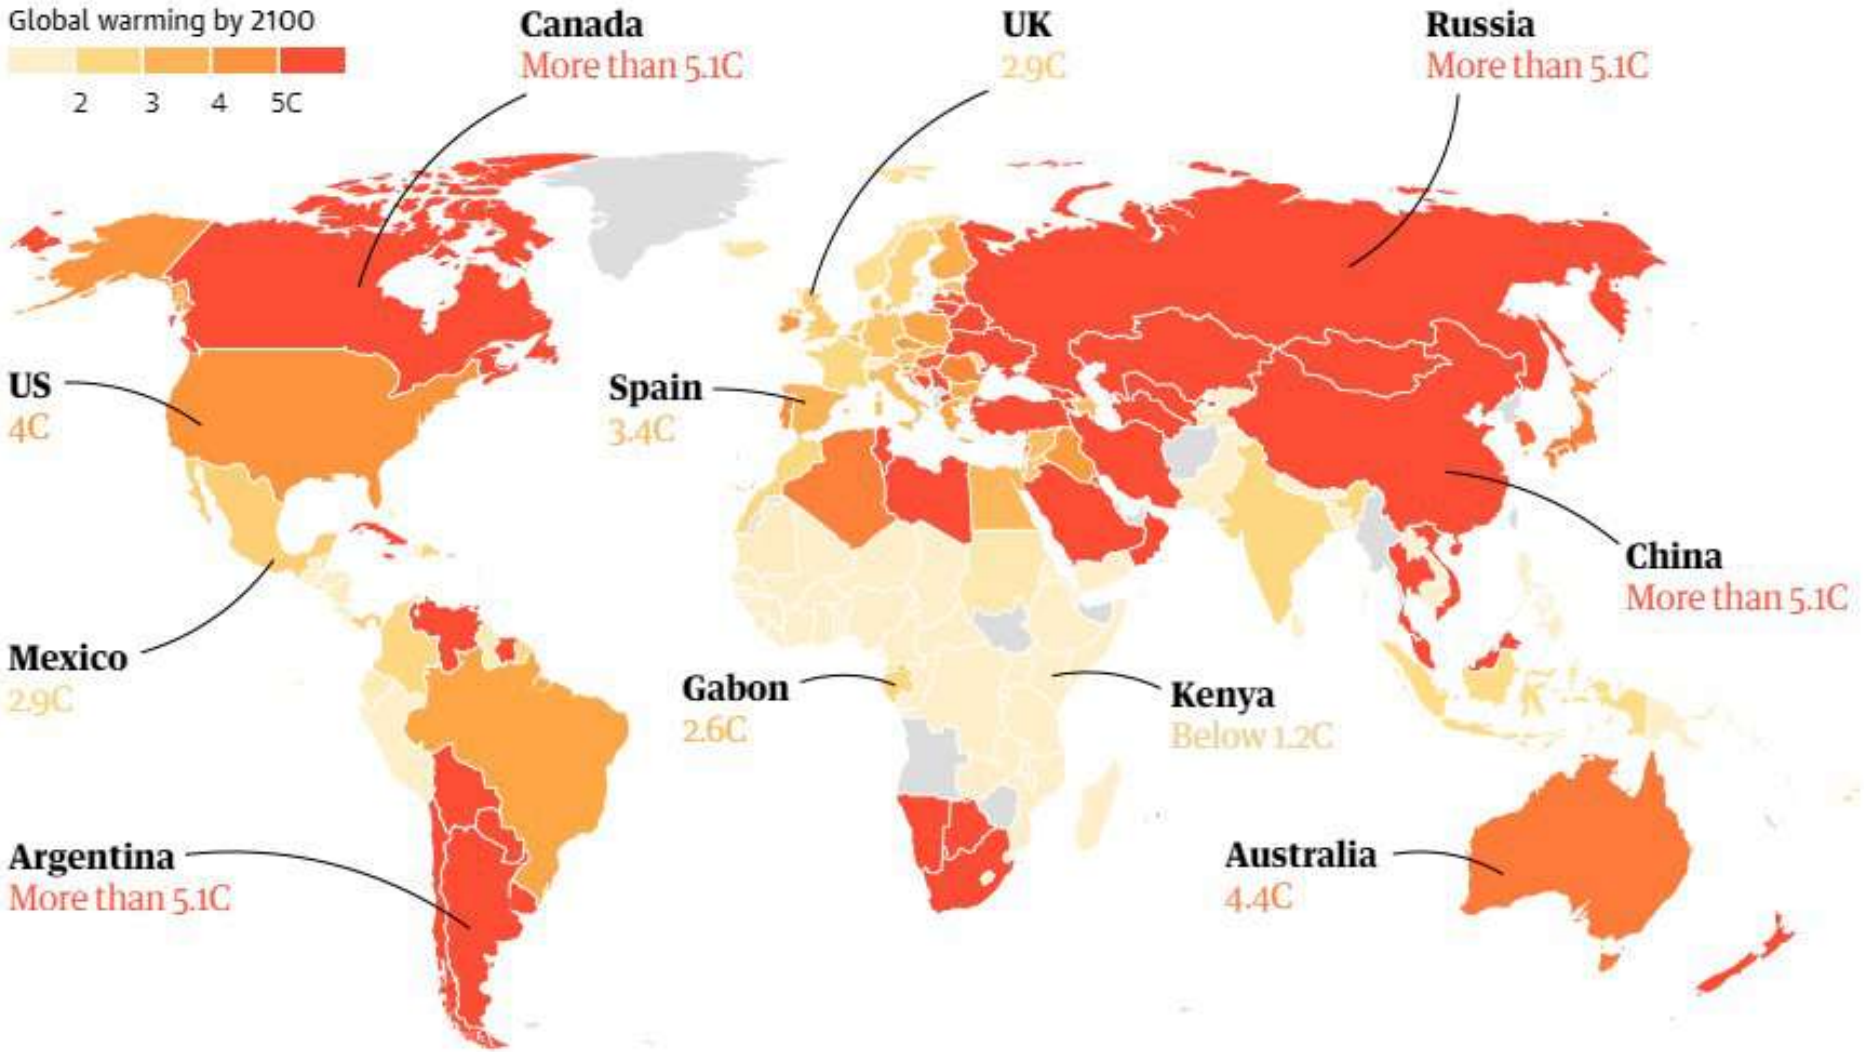 Global warming by 2100
2 3 4 5C
Canada
More than 5.1C
UK
2.9C
Russia
More than 5.1C
US
4C
Spain
3.4C
China
More than 5.1C
Mexico
2.9C
Gabon
2.6C
Kenya
Below 1.2C
Argentina
More than 5.1C
Australia
4.4C